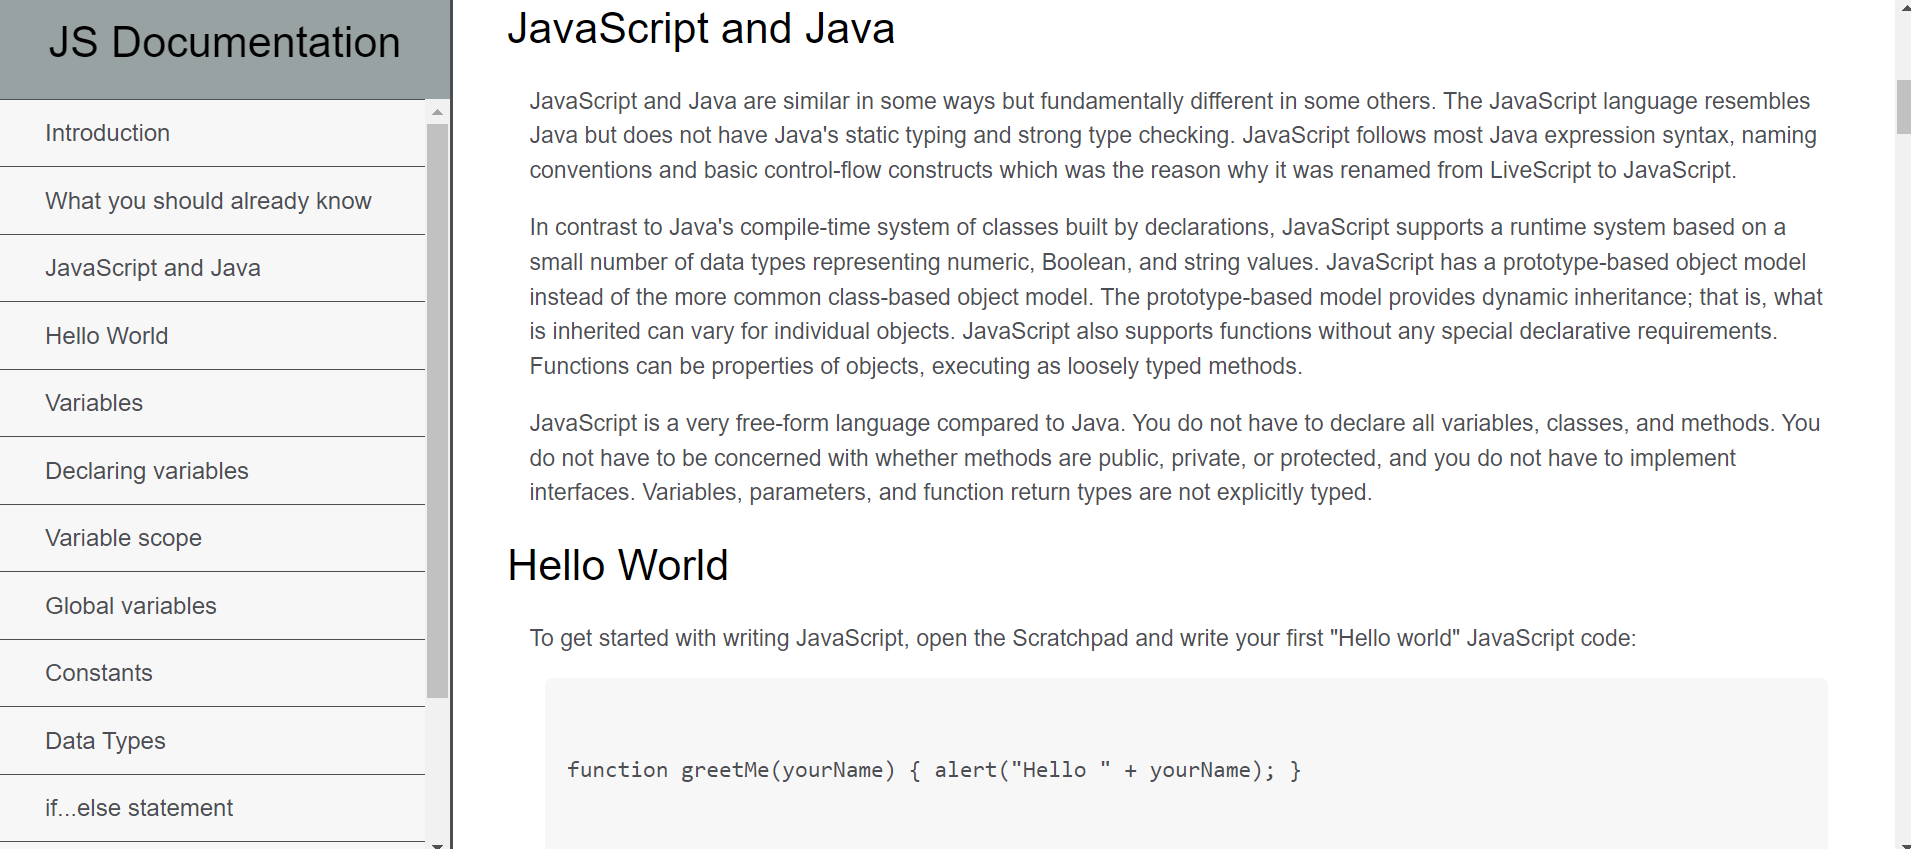 JS Documentation
Introduction
What you should already know
JavaScript and Java
Hello World
Variables
Declaring variables
Variable scope
Global variables
Constants
Data Types
if...else statement
JavaScript and Java
JavaScript and Java are similar in some ways but fundamentally different in some others. The JavaScript language resembles
Java but does not have Java's static typing and strong type checking. JavaScript follows most Java expression syntax, naming
conventions and basic control-flow constructs which was the reason why it was renamed from LiveScript to JavaScript.
In contrast to Java's compile-time system of classes built by declarations, JavaScript supports a runtime system based on a
small number of data types representing numeric, Boolean, and string values. JavaScript has a prototype-based object model
instead of the more common class-based object model. The prototype-based model provides dynamic inheritance; that is, what
is inherited can vary for individual objects. JavaScript also supports functions without any special declarative requirements.
Functions can be properties of objects, executing as loosely typed methods.
JavaScript is a very free-form language compared to Java. You do not have to declare all variables, classes, and methods. You
do not have to be concerned with whether methods are public, private, or protected, and you do not have to implement
interfaces. Variables, parameters, and function return types are not explicitly typed.
Hello World
To get started with writing JavaScript, open the Scratchpad and write your first "Hello world" JavaScript code:
function greetMe(yourName) { alert("Hello " + yourName); }